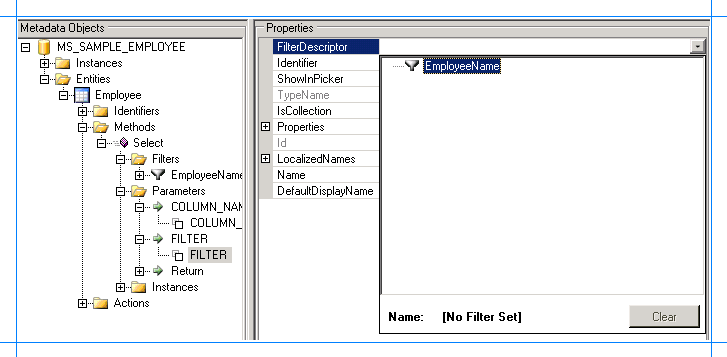 Metadata Objects
MS_SAMPLE_EMPLOYEE
Instances
Entities
Employee
Identifiers
Methods
Select
Filters
EmployeeName
Parameters
COLUMN_NAM
COLUMN_
FILTER
FILTER
Return
Instances
Actions
Properties
FilterDescriptor
Identifier
ShowInPicker
TypeName
IsCollection
Properties
Id
LocalizedNames
Name
DefaultDisplayName
EmployeeName
Name: [No Filter Set]
Clear